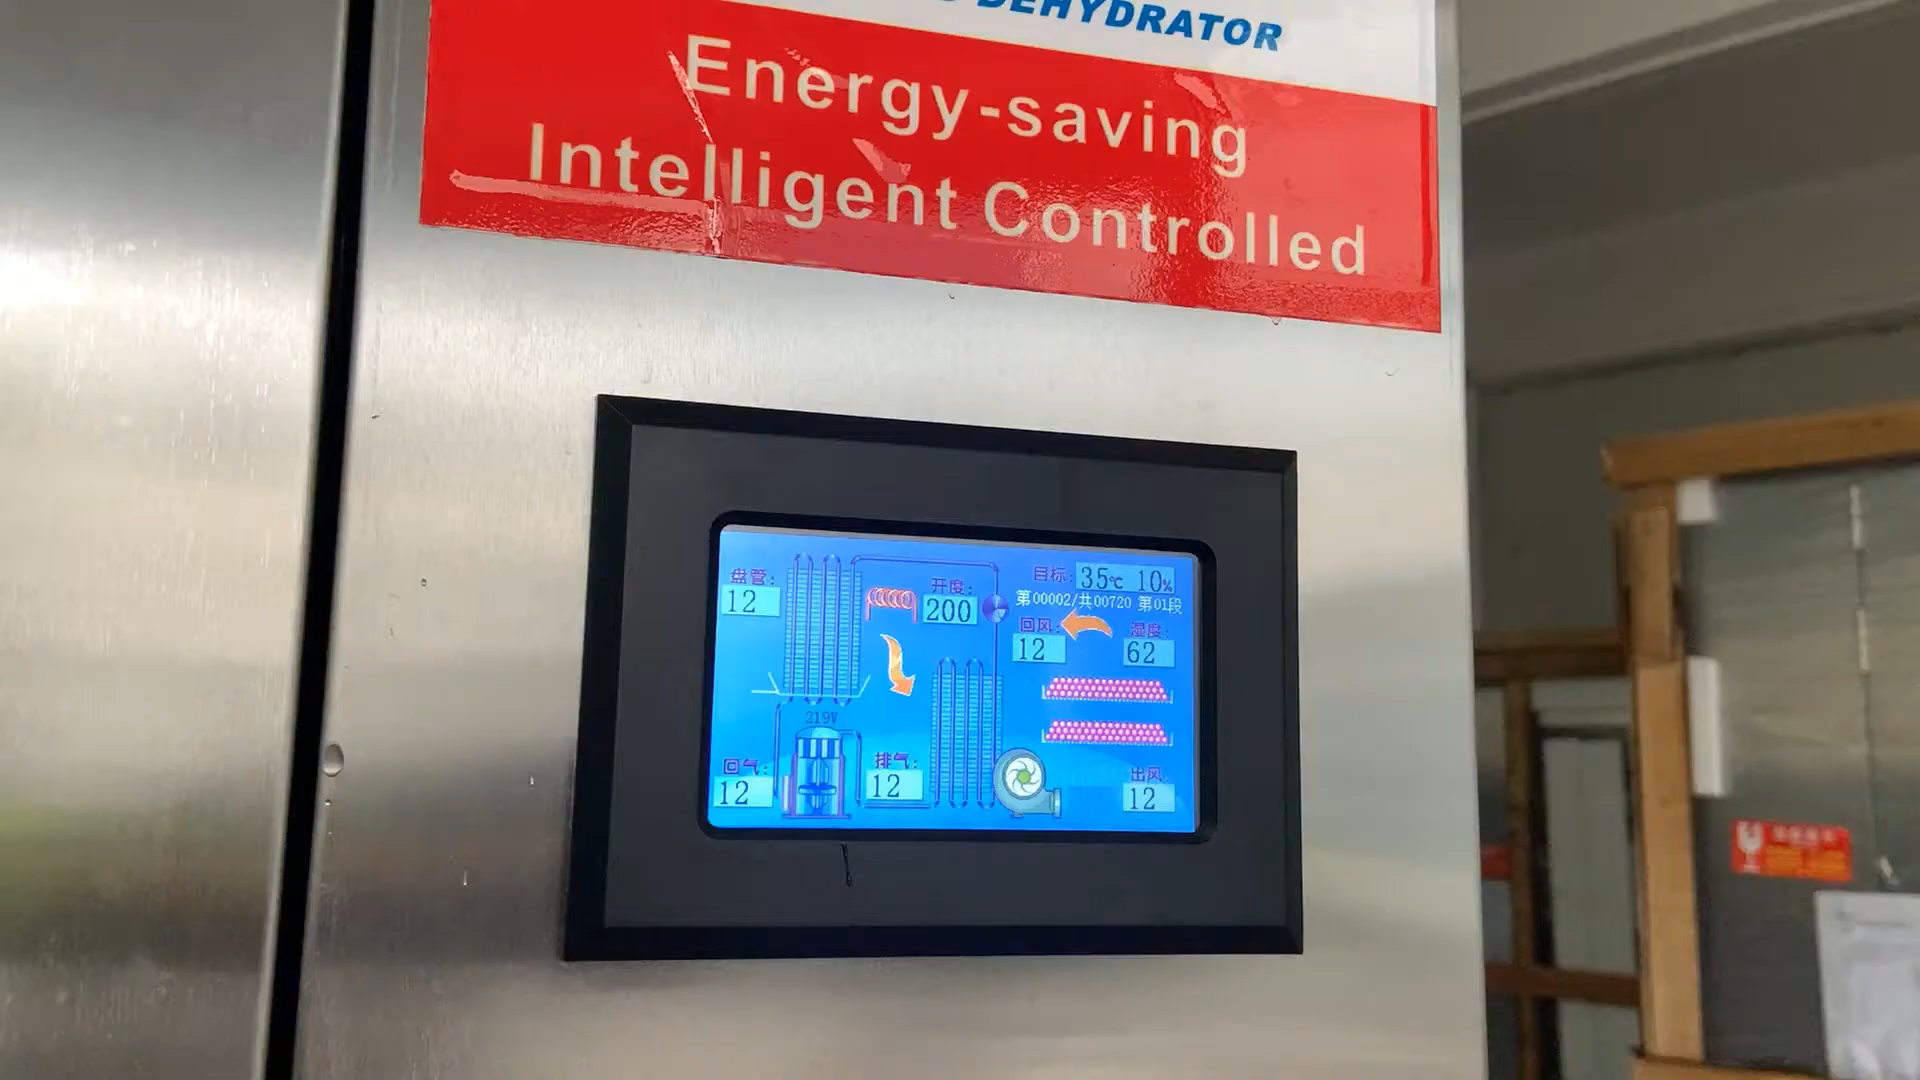 DEHYDRATOR
Energy-saving
Intelligent Controlled
盘管:
12
开度:
200
目标: 35℃ 10%
第00002/共00720 第01段
回风:
12
湿度:
62
219V
回气:
12
排气:
12
出风:
12